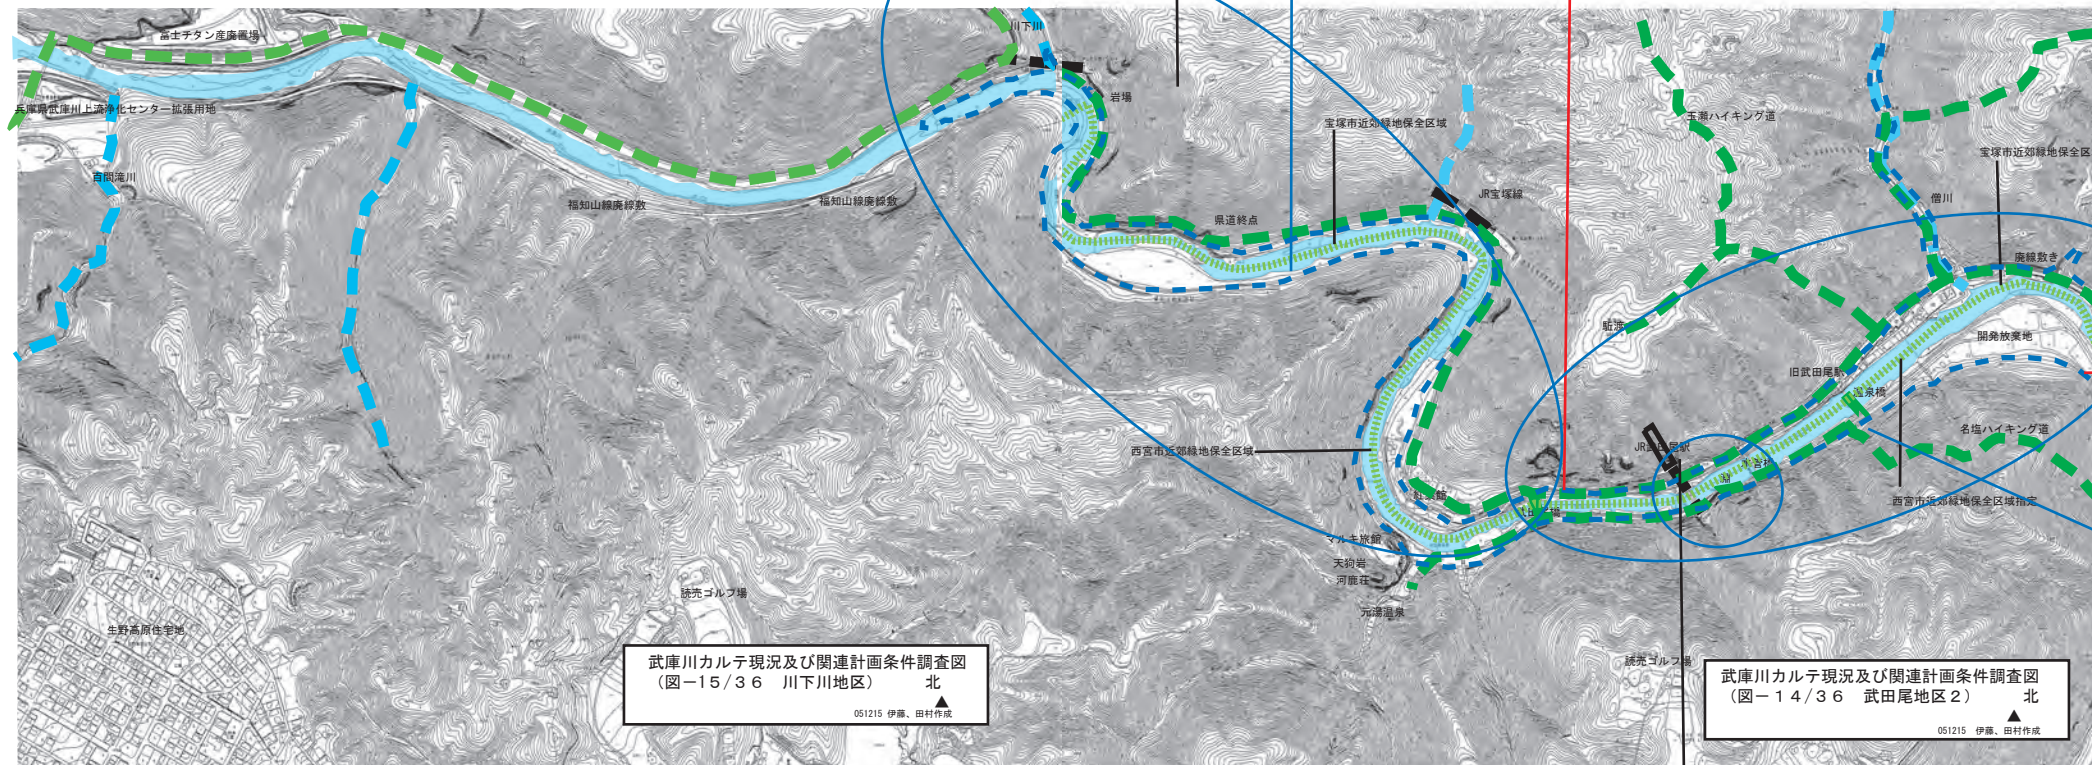 富士チタン産廃置場
川下川
兵庫県武庫川上流浄化センター拡張用地
岩場
宝塚市近郊緑地保全区域
玉瀬ハイキング道
宝塚市近郊緑地保全区
百間滝川
福知山線廃線敷
福知山線廃線敷
県道終点
JR宝塚線
僧川
廃線敷き
駈渡
開発放棄地
旧武田尾駅
温泉橋
名塩ハイキング道
西宮市近郊緑地保全区域
JR武田尾駅
西宮市近郊緑地保全区域指定
マルキ旅館
天狗岩
河鹿荘
元湯温泉
読売ゴルフ場
生野高原住宅地
読売ゴルフ場
武庫川カルテ現況及び関連計画条件調査図
(図－15/36 川下川地区) 北
051215 伊藤、田村作成
武庫川カルテ現況及び関連計画条件調査図
(図－14/36 武田尾地区2) 北
051215 伊藤、田村作成